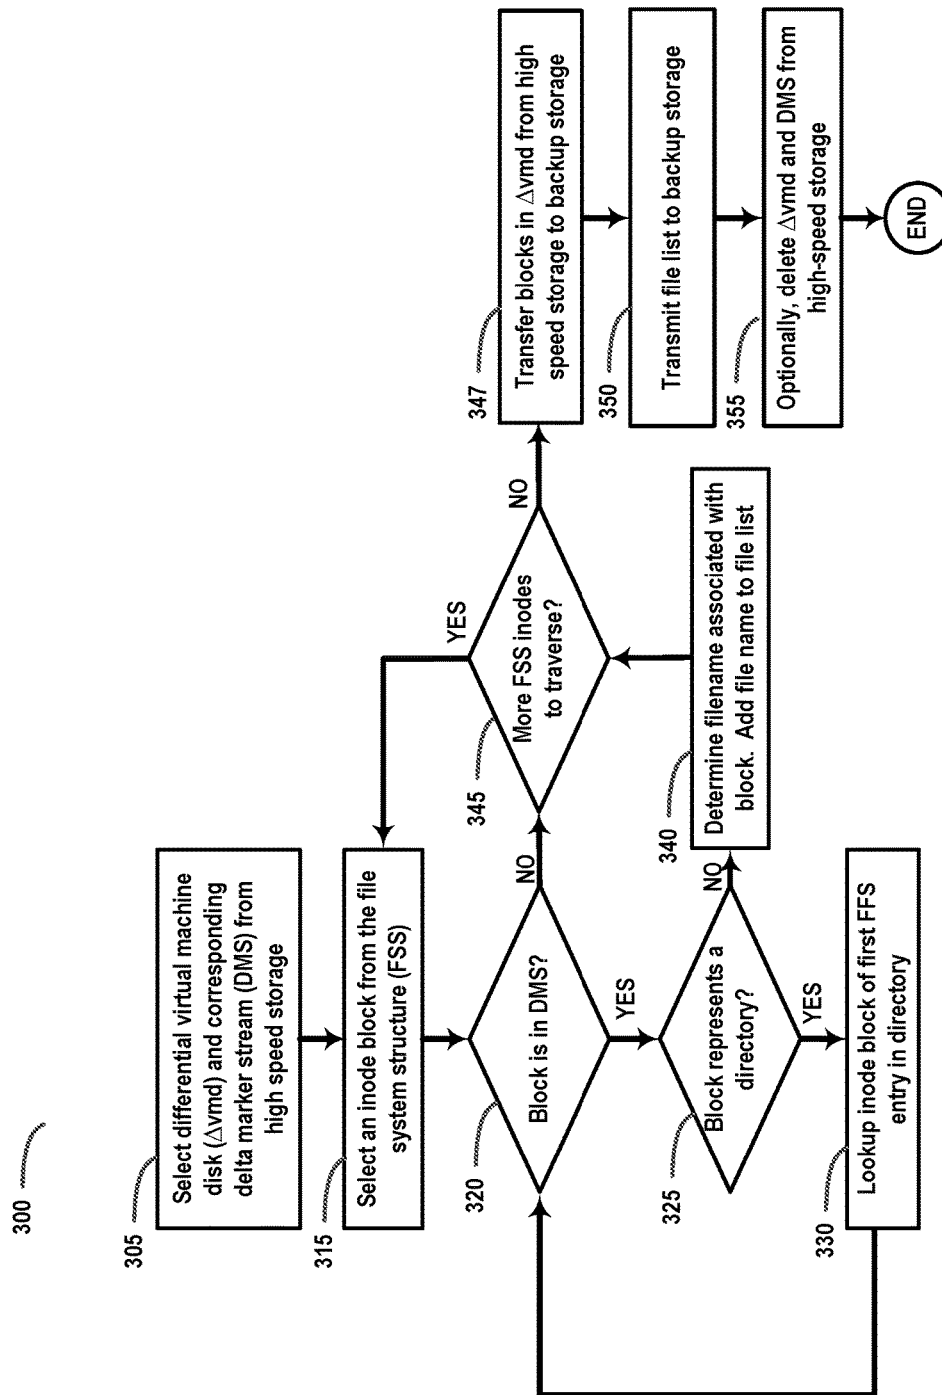 300
305
Select differential virtual machine
disk (Δvmd) and corresponding
delta marker stream (DMS) from
high speed storage
315
Select an inode block from the file
system structure (FSS)
320
Block is in DMS?
NO
YES
325
Block represents a
directory?
NO
YES
330
Lookup inode block of first FFS
entry in directory
340
Determine filename associated with
block. Add file name to file list
345
More FSS inodes
to traverse?
YES
NO
347
Transfer blocks in Δvmd from high
speed storage to backup storage
350
Transmit file list to backup storage
355
Optionally, delete Δvmd and DMS from
high-speed storage
END